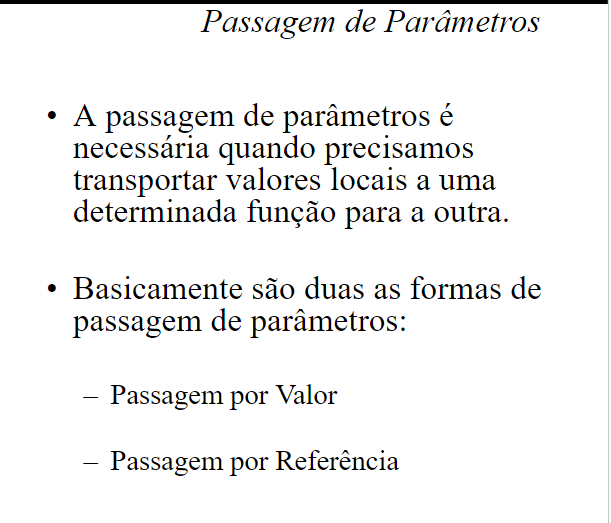 Passagem de Parâmetros
• A passagem de parâmetros é
necessária quando precisamos
transportar valores locais a uma
determinada função para a outra.
• Basicamente são duas as formas de
passagem de parâmetros:
– Passagem por Valor
– Passagem por Referência